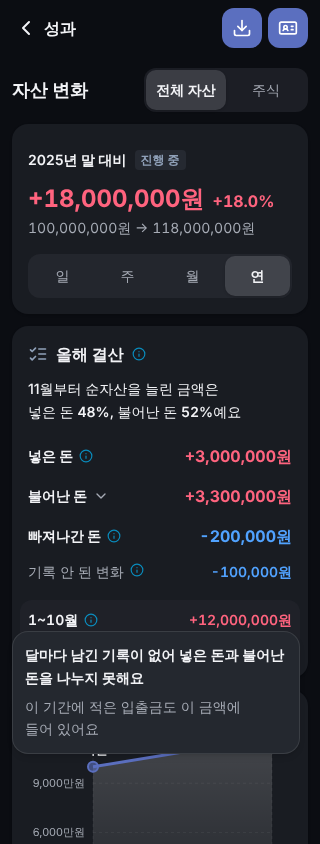 성과
자산 변화
전체 자산
주식
2025년 말 대비
진행 중
+18,000,000원 +18.0%
100,000,000원 → 118,000,000원
일
주
월
연
올해 결산
11월부터 순자산을 늘린 금액은
넣은 돈 48%, 불어난 돈 52%예요
넣은 돈
+3,000,000원
불어난 돈
+3,300,000원
빠져나간 돈
-200,000원
기록 안 된 변화
-100,000원
1~10월
+12,000,000원
달마다 남긴 기록이 없어 넣은 돈과 불어난
돈을 나누지 못해요
이 기간에 적은 입출금도 이 금액에
들어 있어요
9,000만원
6,000만원